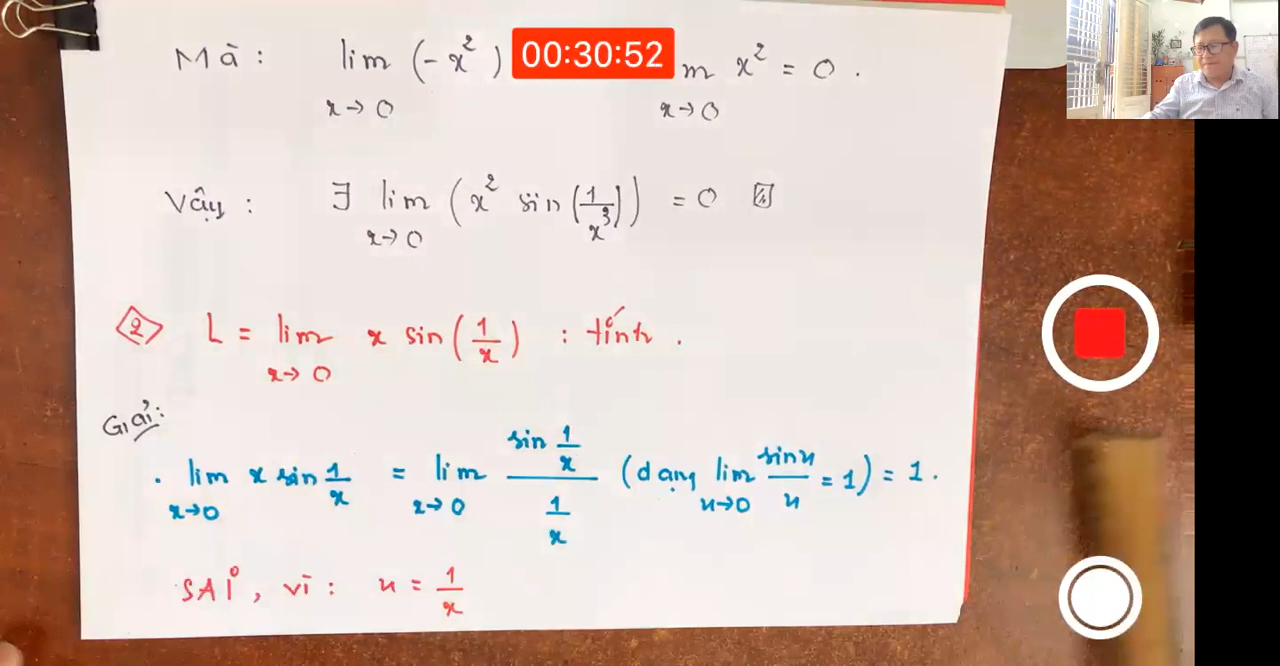 Mà : lim (-x²) 00:30:52 m x² = 0 .
x→0 x→0
Vậy : ∃ lim (x² sin (1/x³)) = 0
x→0
2 L = lim x sin (1/x) : tính .
x→0
Giải:
. lim x sin 1/x = lim (sin 1/x)/(1/x) (dạng lim sin u/u = 1) = 1 .
x→0 x→0 u→0
SAI , vì : u = 1/x